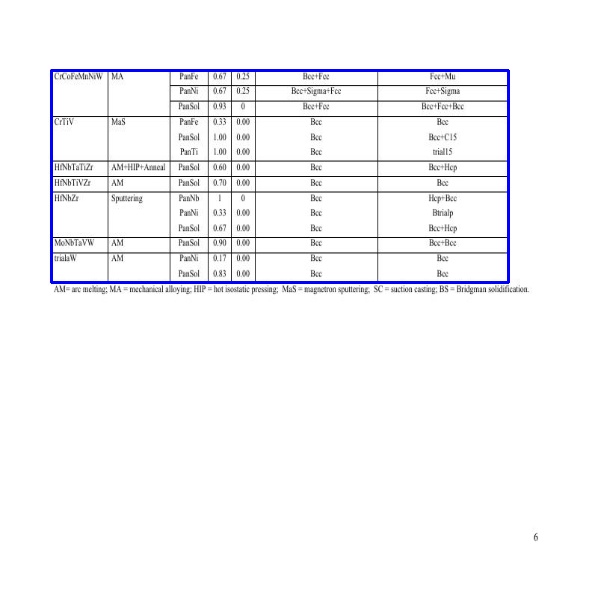 CrCoFeMnNiW MA PanFe 0.67 0.25 Bcc+Fcc Fcc+Mu
PanNi 0.67 0.25 Bcc+Sigma+Fcc Fcc+Sigma
PanSol 0.93 0 Bcc+Fcc Bcc+Fcc+Bcc
CrTiV MaS PanFe 0.33 0.00 Bcc Bcc
PanSol 1.00 0.00 Bcc Bcc+C15
PanTi 1.00 0.00 Bcc trial15
HfNbTaTiZr AM+HIP+Anneal PanSol 0.60 0.00 Bcc Bcc+Hcp
HfNbTiVZr AM PanSol 0.70 0.00 Bcc Bcc
HfNbZr Sputtering PanNb 1 0 Bcc Hcp+Bcc
PanNi 0.33 0.00 Bcc Btrialp
PanSol 0.67 0.00 Bcc Bcc+Hcp
MoNbTaVW AM PanSol 0.90 0.00 Bcc Bcc+Bcc
trialaW AM PanNi 0.17 0.00 Bcc Bcc
PanSol 0.83 0.00 Bcc Bcc
AM= arc melting; MA = mechanical alloying; HIP = hot isostatic pressing; MaS = magnetron sputtering; SC = suction casting; BS = Bridgman solidification.
6